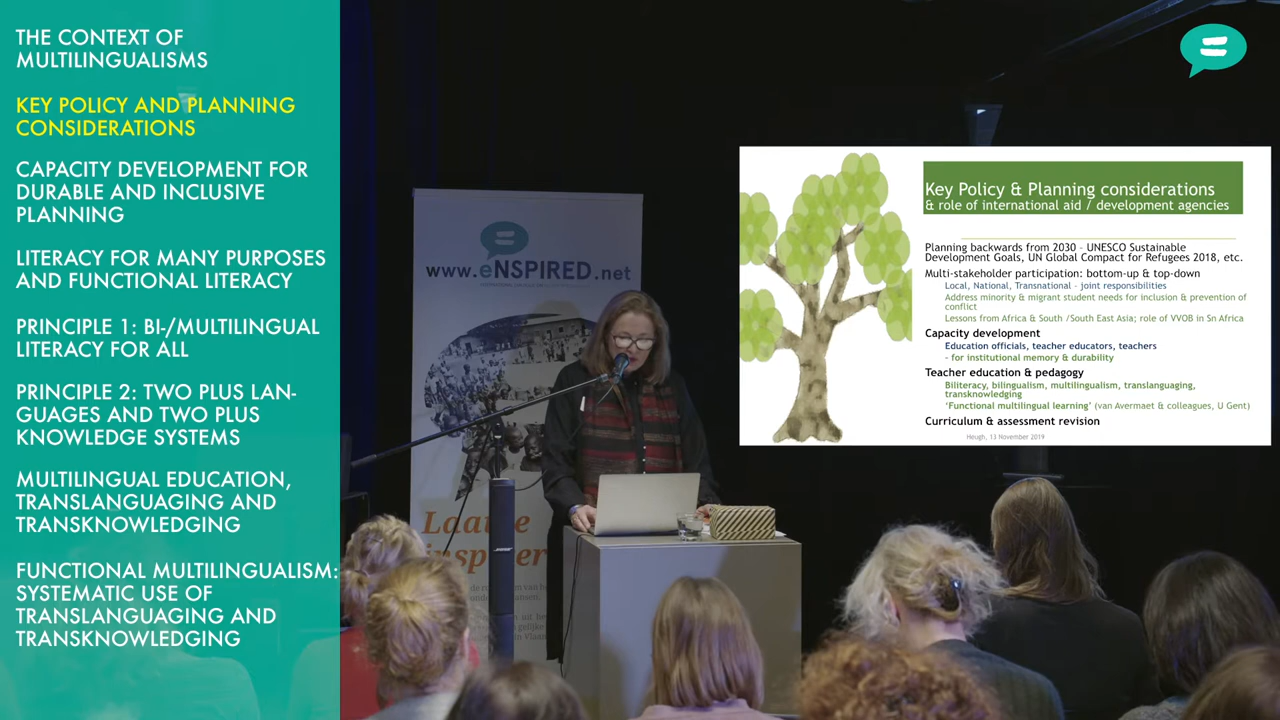 THE CONTEXT OF
MULTILINGUALISMS
KEY POLICY AND PLANNING
CONSIDERATIONS
CAPACITY DEVELOPMENT FOR
DURABLE AND INCLUSIVE
PLANNING
LITERACY FOR MANY PURPOSES
AND FUNCTIONAL LITERACY
PRINCIPLE 1: BI-/MULTILINGUAL
LITERACY FOR ALL
PRINCIPLE 2: TWO PLUS LAN-
GUAGES AND TWO PLUS
KNOWLEDGE SYSTEMS
MULTILINGUAL EDUCATION,
TRANSLANGUAGING AND
TRANSKNOWLEDGING
FUNCTIONAL MULTILINGUALISM:
SYSTEMATIC USE OF
TRANSLANGUAGING AND
TRANSKNOWLEDGING
www.eNSPIRED.net
Key Policy & Planning considerations
& role of international aid / development agencies
Planning backwards from 2030 – UNESCO Sustainable
Development Goals, UN Global Compact for Refugees 2018, etc.
Multi-stakeholder participation: bottom-up & top-down
Local, National, Transnational – joint responsibilities
Address minority & migrant student needs for inclusion & prevention of
conflict
Lessons from Africa & South /South East Asia; role of VVOB in Sn Africa
Capacity development
Education officials, teacher educators, teachers
- for institutional memory & durability
Teacher education & pedagogy
Biliteracy, bilingualism, multilingualism, translanguaging,
transknowledging
'Functional multilingual learning' (van Avermaet & colleagues, U Gent)
Curriculum & assessment revision
Heugh, 13 November 2019